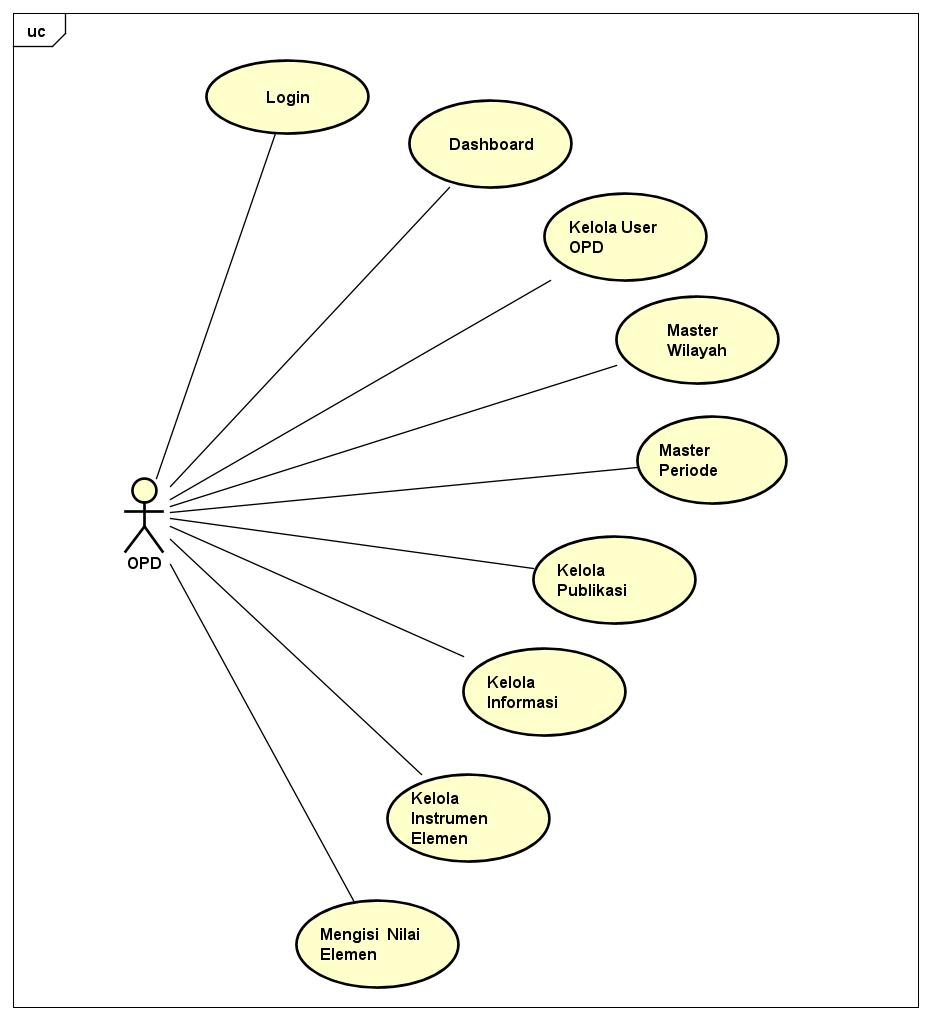 uc
Login
Dashboard
Kelola User
OPD
Master
Wilayah
Master
Periode
OPD
Kelola
Publikasi
Kelola
Informasi
Kelola
Instrumen
Elemen
Mengisi Nilai
Elemen